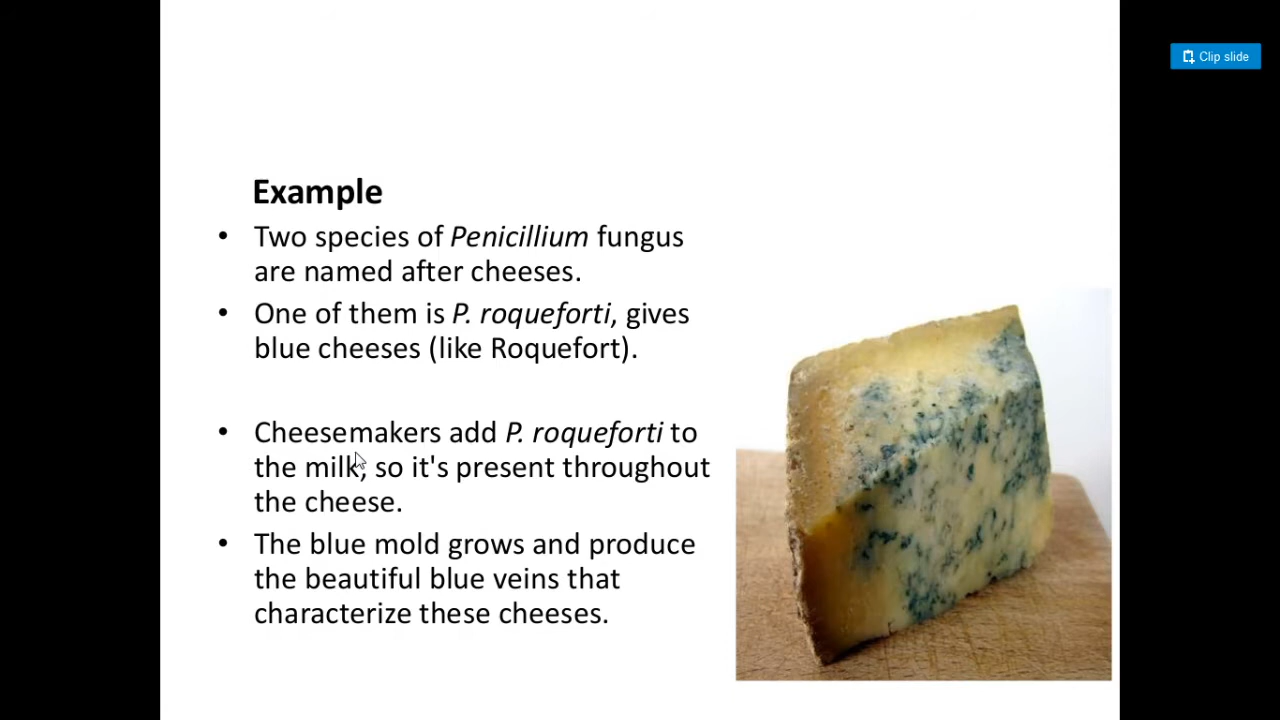 Clip slide
Example
• Two species of Penicillium fungus
are named after cheeses.
• One of them is P. roqueforti, gives
blue cheeses (like Roquefort).
• Cheesemakers add P. roqueforti to
the milk, so it's present throughout
the cheese.
• The blue mold grows and produce
the beautiful blue veins that
characterize these cheeses.